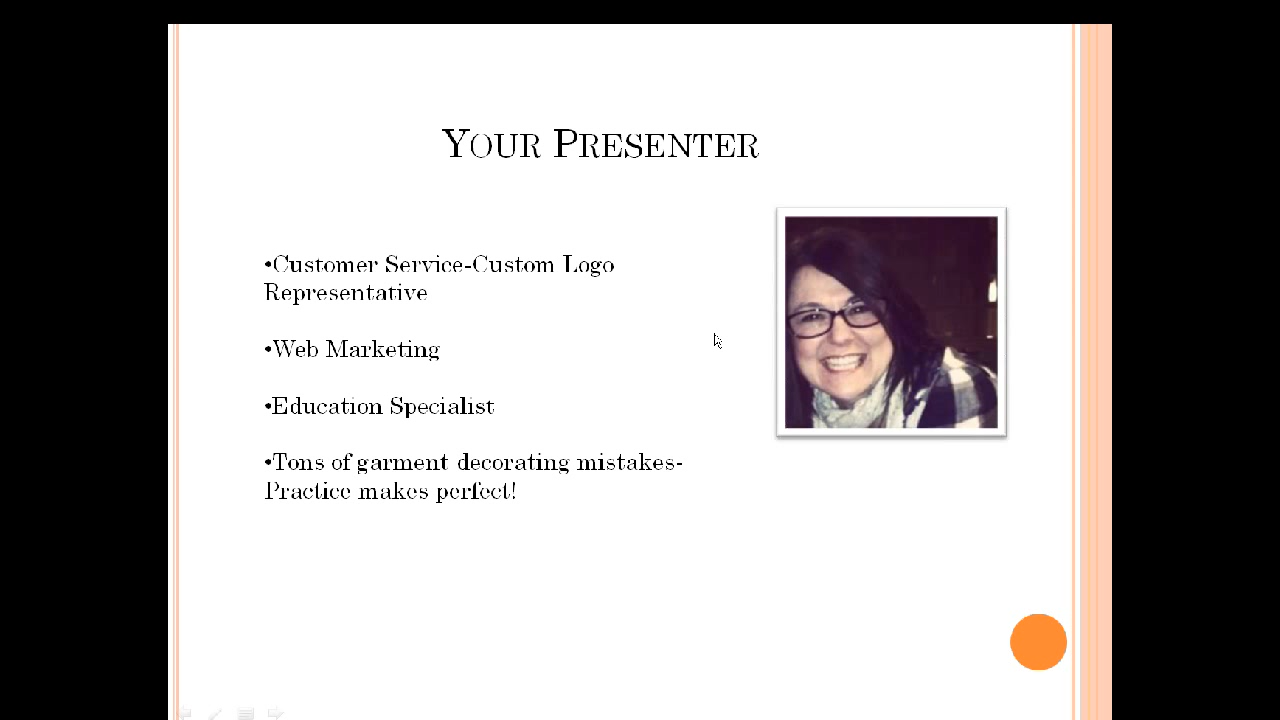 Your Presenter
•Customer Service-Custom Logo
Representative
•Web Marketing
•Education Specialist
•Tons of garment decorating mistakes-
Practice makes perfect!